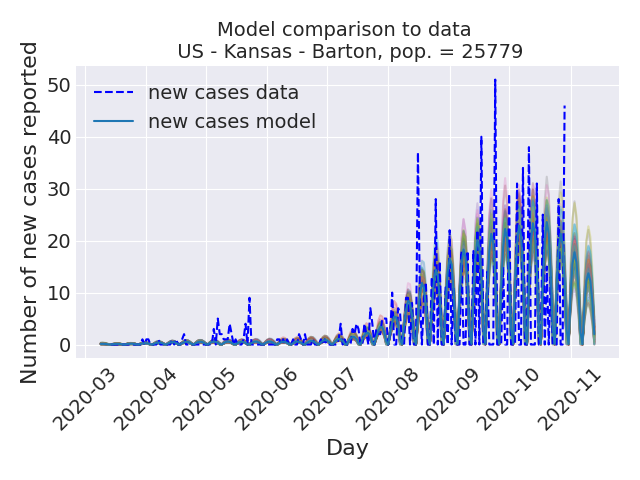 Model comparison to data
US - Kansas - Barton, pop. = 25779
new cases data
new cases model
Number of new cases reported
50
40
30
20
10
0
2020-03
2020-04
2020-05
2020-06
2020-07
2020-08
2020-09
2020-10
2020-11
Day